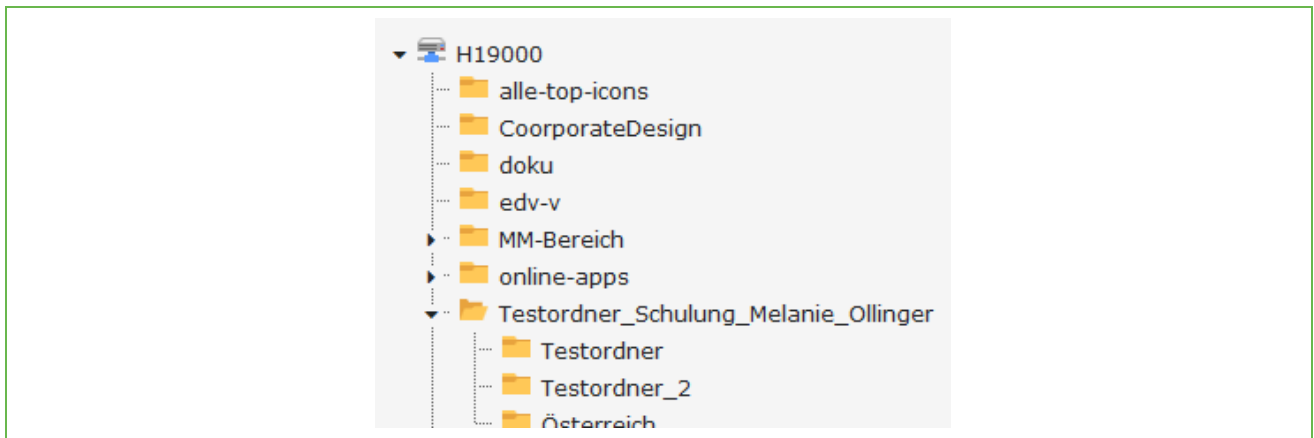 H19000
alle-top-icons
CoorporateDesign
doku
edv-v
MM-Bereich
online-apps
Testordner_Schulung_Melanie_Ollinger
Testordner
Testordner_2
Österreich